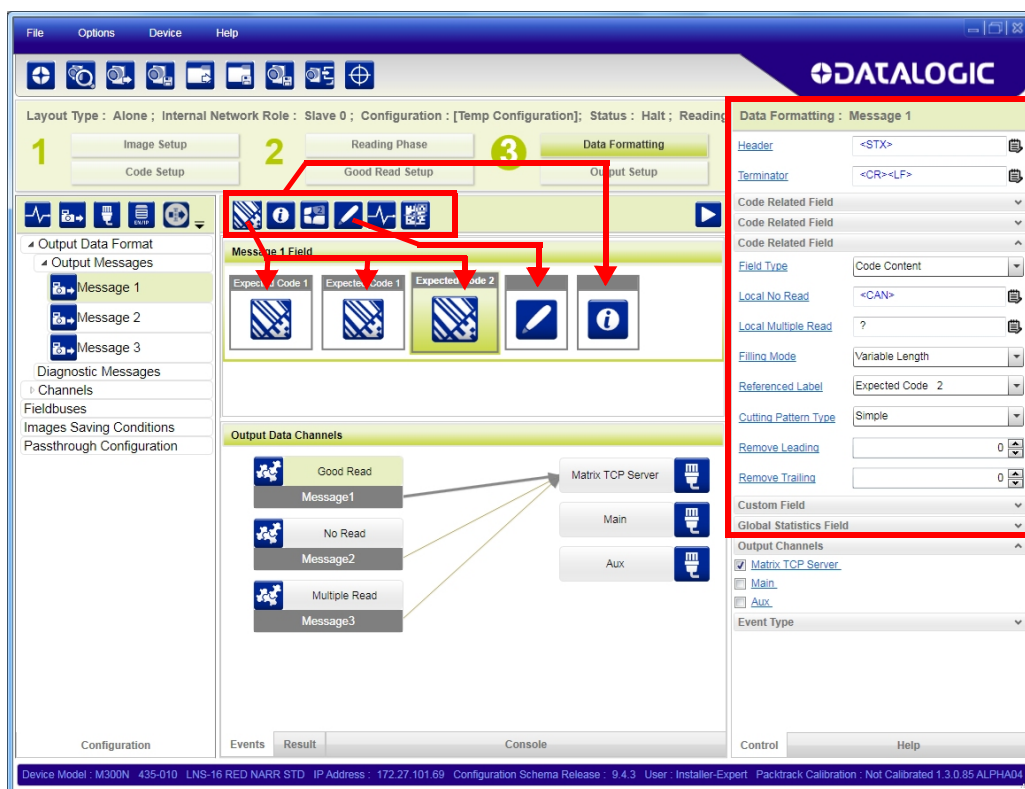 File Options Device Help
DATALOGIC
Layout Type : Alone ; Internal Network Role : Slave 0 ; Configuration : [Temp Configuration]; Status : Halt ; Reading
1
Image Setup
Code Setup
2
Reading Phase
Good Read Setup
3
Data Formatting
Output Setup
EN/IP
Output Data Format
Output Messages
Message 1
Message 2
Message 3
Diagnostic Messages
Channels
Fieldbuses
Images Saving Conditions
Passthrough Configuration
Configuration
Message 1 Field
Expected Code 1
Expected Code 1
Expected Code 2
Output Data Channels
Good Read
Message1
No Read
Message2
Multiple Read
Message3
Matrix TCP Server
Main
Aux
Events Result Console
Data Formatting : Message 1
Header <STX>
Terminator <CR><LF>
Code Related Field
Code Related Field
Code Related Field
Field Type Code Content
Local No Read <CAN>
Local Multiple Read ?
Filling Mode Variable Length
Referenced Label Expected Code 2
Cutting Pattern Type Simple
Remove Leading 0
Remove Trailing 0
Custom Field
Global Statistics Field
Output Channels
Matrix TCP Server
Main
Aux
Event Type
Control Help
Device Model : M300N 435-010 LNS-16 RED NARR STD IP Address : 172.27.101.69 Configuration Schema Release : 9.4.3 User : Installer-Expert Packtrack Calibration : Not Calibrated 1.3.0.85 ALPHA04